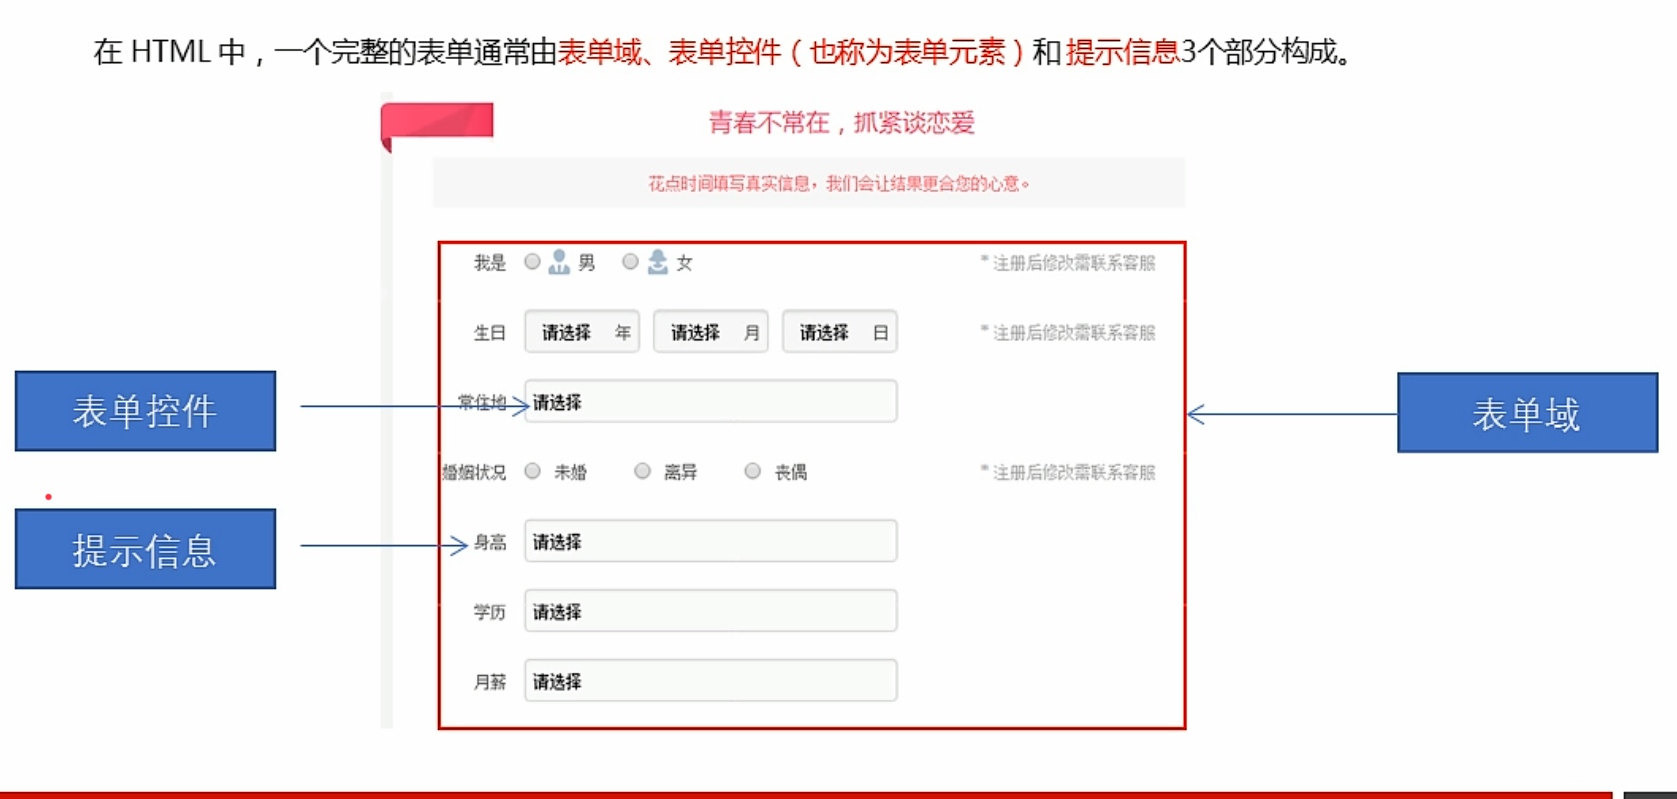 在 HTML 中，一个完整的表单通常由表单域、表单控件（也称为表单元素）和 提示信息3个部分构成。
青春不常在，抓紧谈恋爱
花点时间填写真实信息，我们会让结果更合您的心意。
我是 男 女 * 注册后修改需联系客服
生日 请选择 年 请选择 月 请选择 日 * 注册后修改需联系客服
表单控件 常住地 请选择 表单域
婚姻状况 未婚 离异 丧偶 * 注册后修改需联系客服
提示信息 身高 请选择
学历 请选择
月薪 请选择